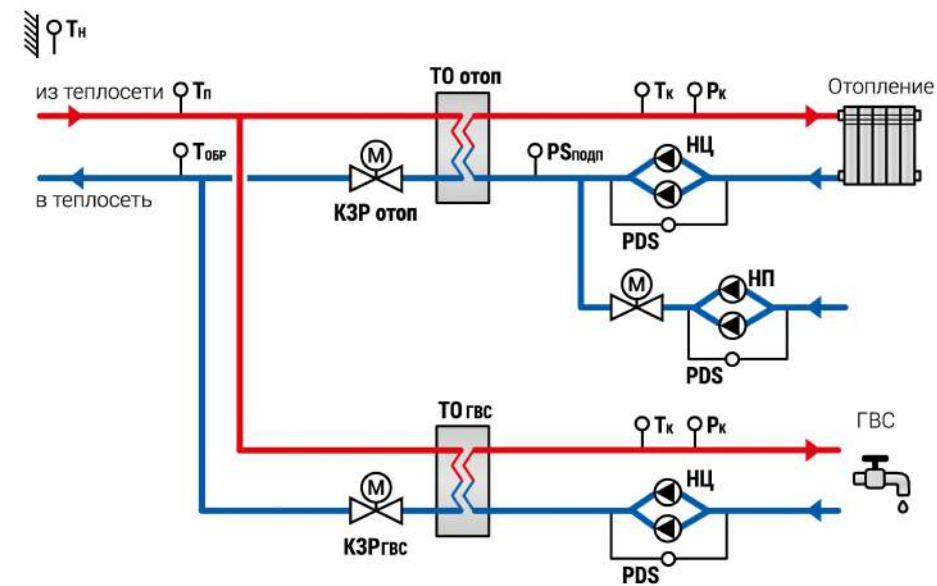 Tн
из теплосети
Tп
ТО отоп
Tк
Pк
Отопление
Tобр
PSподп
НЦ
в теплосеть
М
КЗР отоп
PDS
М
НП
PDS
ТО гвс
Tк
Pк
ГВС
М
НЦ
КЗРгвс
PDS